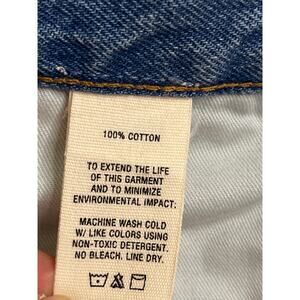 100% COTTON
TO EXTEND THE LIFE
OF THIS GARMENT
AND TO MINIMIZE
ENVIRONMENTAL IMPACT:
MACHINE WASH COLD
W/ LIKE COLORS USING
NON-TOXIC DETERGENT.
NO BLEACH. LINE DRY.